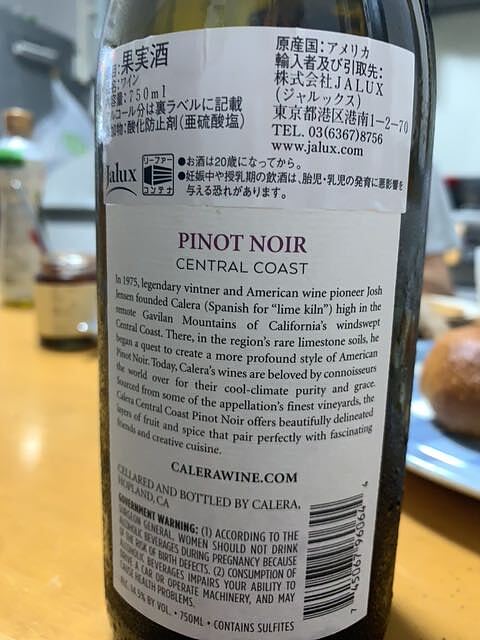 目:果実酒
目:ワイン
容量:750ml
アルコール分は裏ラベルに記載
加物:酸化防止剤(亜硫酸塩)
原産国:アメリカ
輸入者及び引取先:
株式会社JALUX
(ジャルックス)
東京都港区港南1-2-70
TEL. 03(6367)8756
www.jalux.com
Jalux
リーファー
コンテナ
●お酒は20歳になってから。
●妊娠中や授乳期の飲酒は、胎児・乳児の発育に悪影響を
与える恐れがあります。
PINOT NOIR
CENTRAL COAST
In 1975, legendary vintner and American wine pioneer Josh
Jensen founded Calera (Spanish for “lime kiln”) high in the
remote Gavilan Mountains of California’s windswept
Central Coast. There, in the region’s rare limestone soils, he
began a quest to create a more profound style of American
Pinot Noir. Today, Calera’s wines are beloved by connoisseurs
the world over for their cool-climate purity and grace.
Sourced from some of the appellation’s finest vineyards, the
Calera Central Coast Pinot Noir offers beautifully delineated
layers of fruit and spice that pair perfectly with fascinating
friends and creative cuisine.
CALERAWINE.COM
CELLARED AND BOTTLED BY CALERA,
HOPLAND, CA
GOVERNMENT WARNING: (1) ACCORDING TO THE
SURGEON GENERAL, WOMEN SHOULD NOT DRINK
ALCOHOLIC BEVERAGES DURING PREGNANCY BECAUSE
OF THE RISK OF BIRTH DEFECTS. (2) CONSUMPTION OF
ALCOHOLIC BEVERAGES IMPAIRS YOUR ABILITY TO
DRIVE A CAR OR OPERATE MACHINERY, AND MAY
CAUSE HEALTH PROBLEMS.
ALC. 14.5% BY VOL. • 750ML • CONTAINS SULFITES
7 45067 96064 4